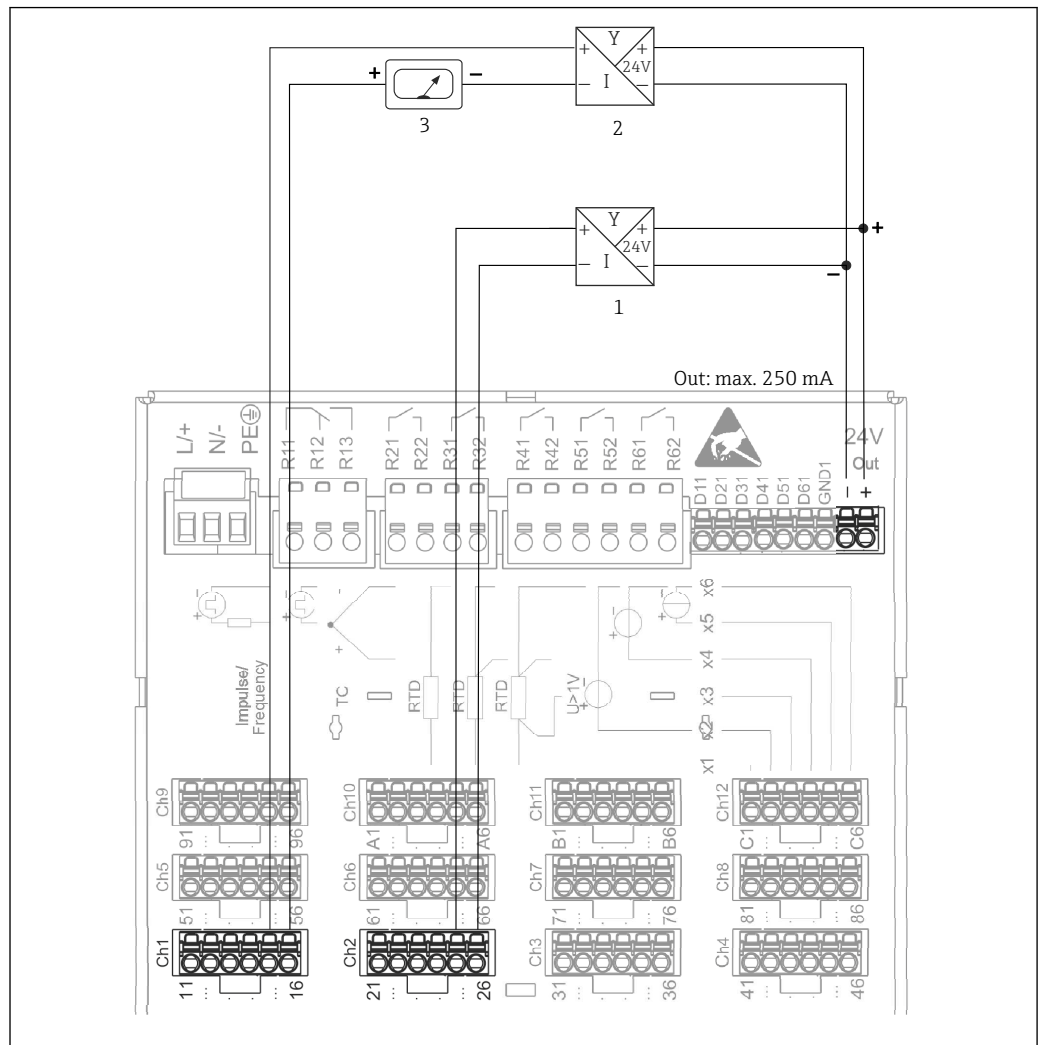 Y
+ +
24V
− I −
2
+ −
3
Y
+ +
24V
− I −
1
+
−
Out: max. 250 mA
L/+
N/-
PE
R11
R12
R13
R21
R22
R31
R32
R41
R42
R51
R52
R61
R62
D11
D21
D31
D41
D51
D61
GND1
24V
Out
− +
Impulse/
Frequency
TC
RTD
RTD
RTD
U>1V
x6
x5
x4
x3
x2
x1
Ch9
91 ... . . ... 96
Ch10
A1 ... . . ... A6
Ch11
B1 ... . . ... B6
Ch12
C1 ... . . ... C6
Ch5
51 ... . . ... 56
Ch6
61 ... . . ... 66
Ch7
71 ... . . ... 76
Ch8
81 ... . . ... 86
Ch1
11 ... . . ... 16
Ch2
21 ... . . ... 26
Ch3
31 ... . . ... 36
Ch4
41 ... . . ... 46